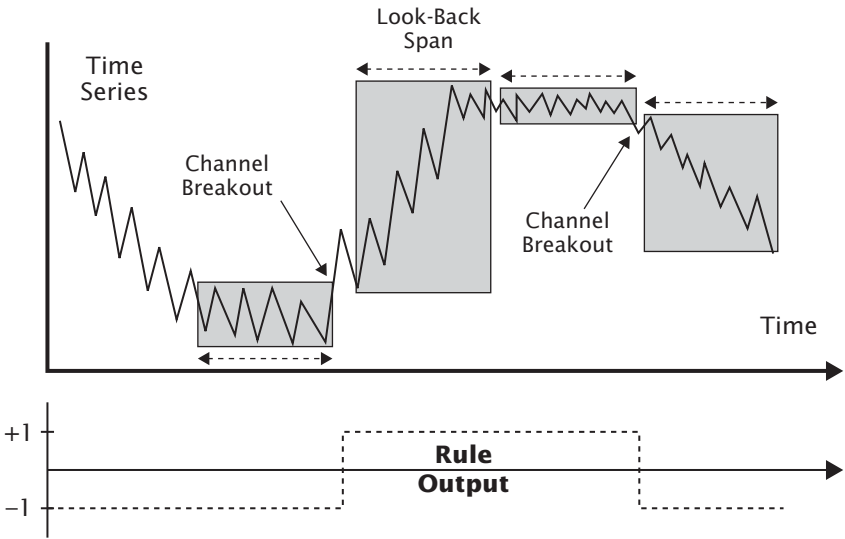 Look-Back
Span
Time
Series
Channel
Breakout
Channel
Breakout
Time
+1
Rule
Output
−1